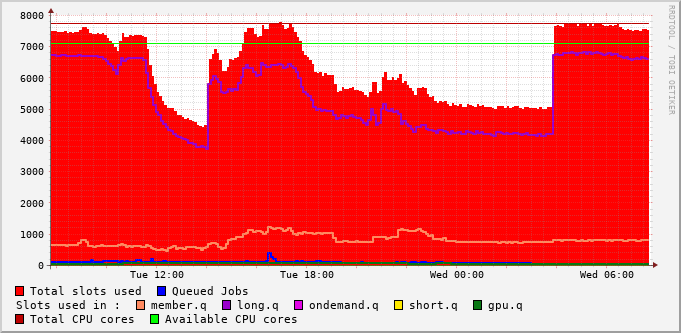 8000
7000
6000
5000
4000
3000
2000
1000
0
Tue 12:00 Tue 18:00 Wed 00:00 Wed 06:00
RRDTOOL / TOBI OETIKER
Total slots used Queued Jobs
Slots used in : member.q long.q ondemand.q short.q gpu.q
Total CPU cores Available CPU cores